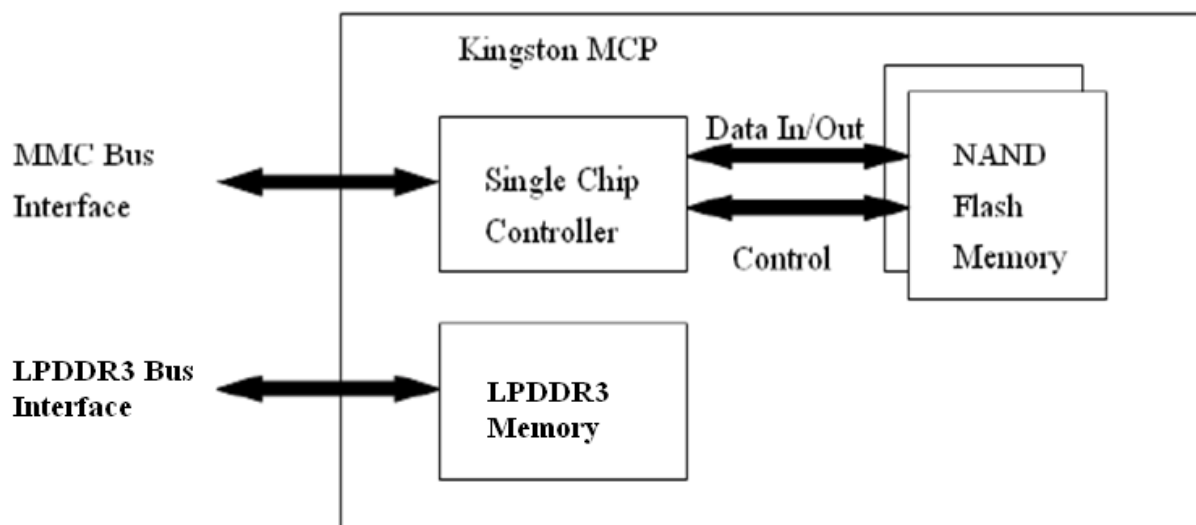 Kingston MCP
MMC Bus
Interface
Single Chip
Controller
Data In/Out
Control
NAND
Flash
Memory
LPDDR3 Bus
Interface
LPDDR3
Memory